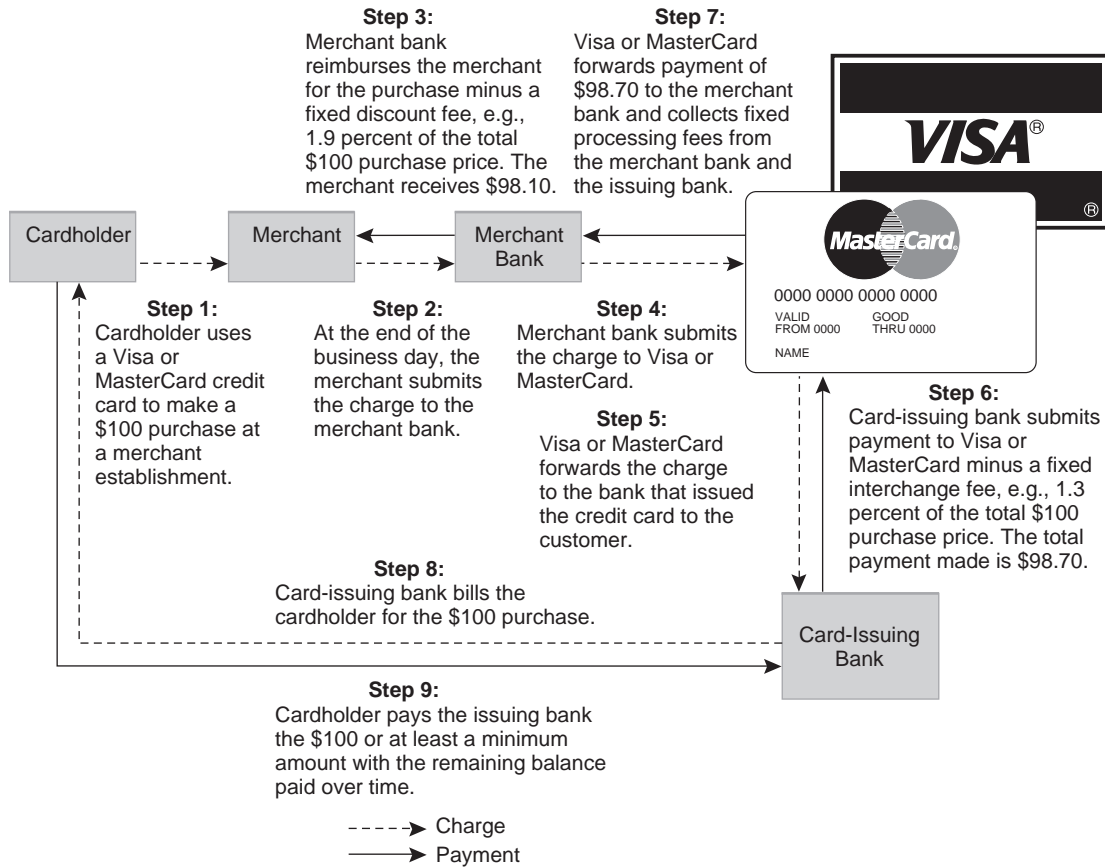 Step 3:
Merchant bank
reimburses the merchant
for the purchase minus a
fixed discount fee, e.g.,
1.9 percent of the total
$100 purchase price. The
merchant receives $98.10.
Step 7:
Visa or MasterCard
forwards payment of
$98.70 to the merchant
bank and collects fixed
processing fees from
the merchant bank and
the issuing bank.
VISA®
®
Cardholder
Merchant
Merchant
Bank
MasterCard®
0000 0000 0000 0000
VALID
FROM 0000
GOOD
THRU 0000
NAME
Step 1:
Cardholder uses
a Visa or
MasterCard credit
card to make a
$100 purchase at
a merchant
establishment.
Step 2:
At the end of the
business day, the
merchant submits
the charge to the
merchant bank.
Step 4:
Merchant bank submits
the charge to Visa or
MasterCard.
Step 5:
Visa or MasterCard
forwards the charge
to the bank that issued
the credit card to the
customer.
Step 6:
Card-issuing bank submits
payment to Visa or
MasterCard minus a fixed
interchange fee, e.g., 1.3
percent of the total $100
purchase price. The total
payment made is $98.70.
Step 8:
Card-issuing bank bills the
cardholder for the $100 purchase.
Card-Issuing
Bank
Step 9:
Cardholder pays the issuing bank
the $100 or at least a minimum
amount with the remaining balance
paid over time.
Charge
Payment